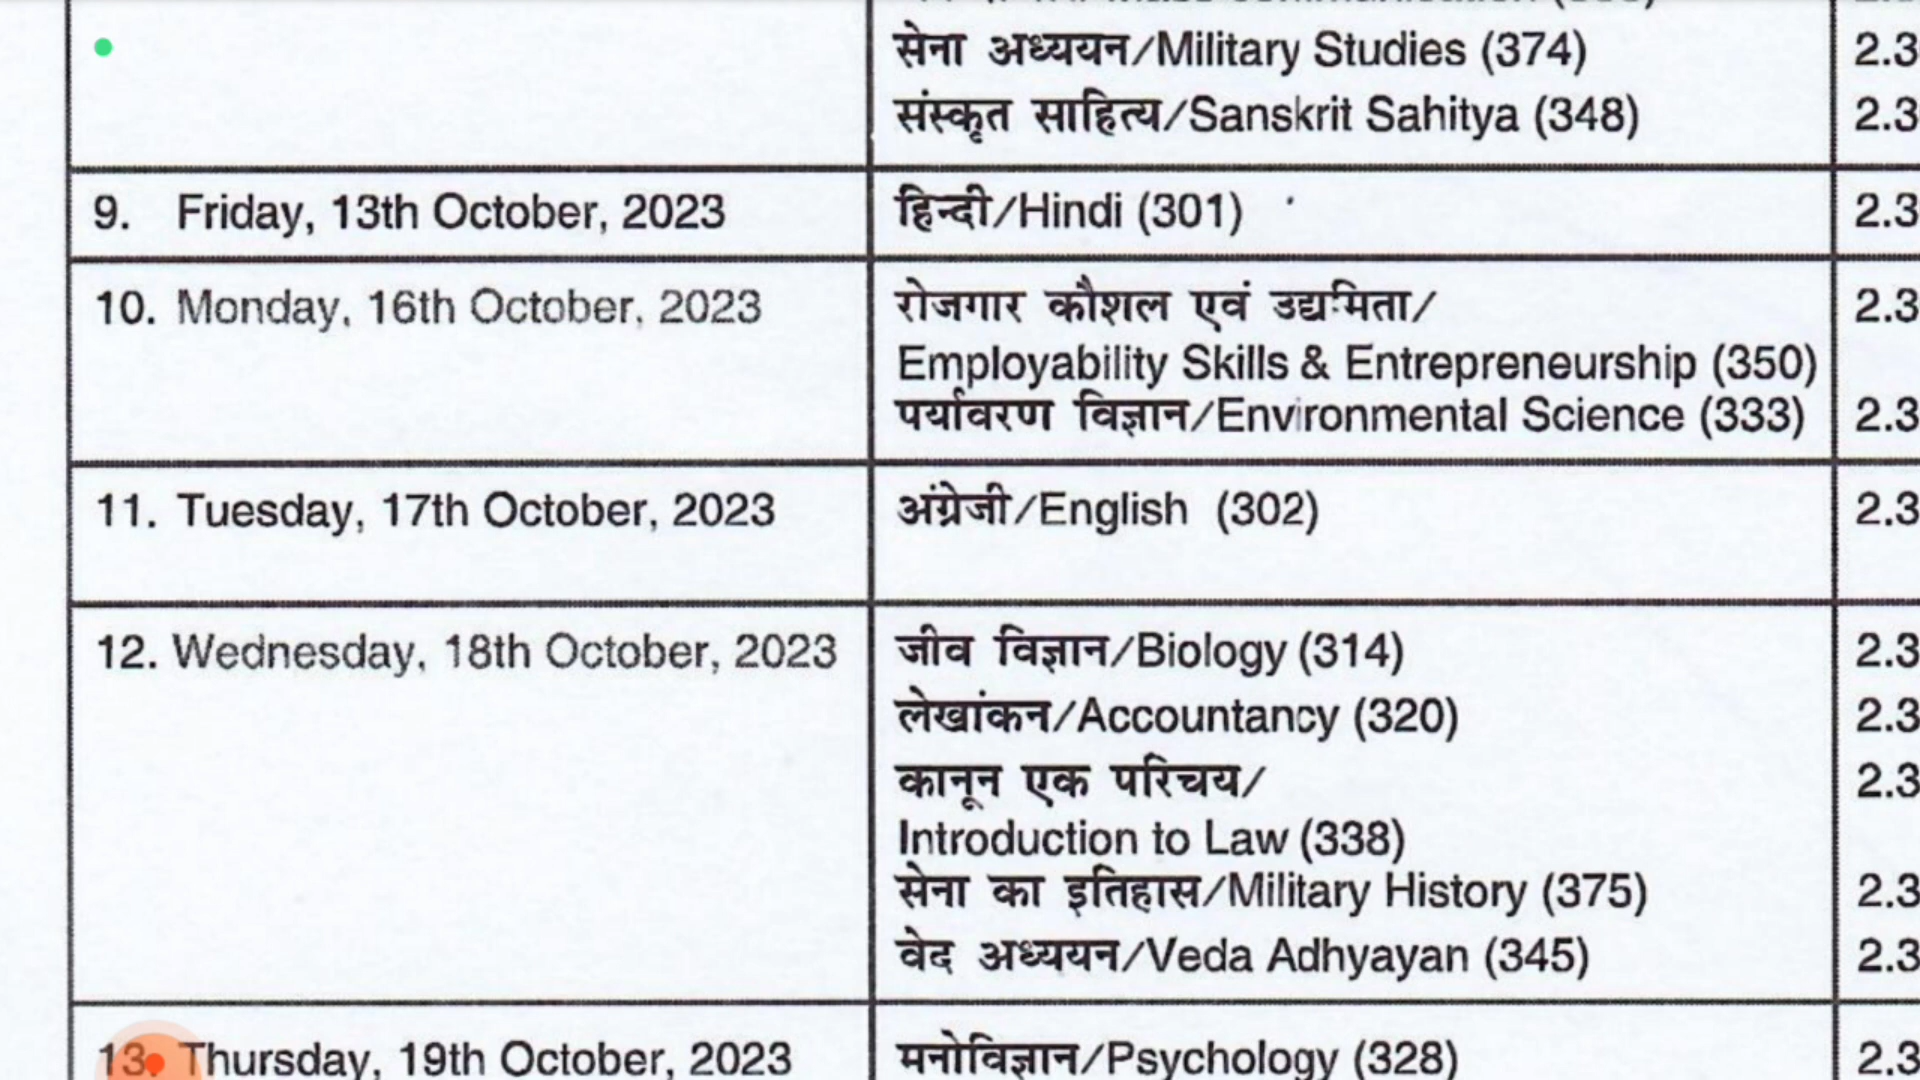 सेना अध्ययन/Military Studies (374) 2.3
संस्कृत साहित्य/Sanskrit Sahitya (348) 2.3
9. Friday, 13th October, 2023 हिन्दी/Hindi (301) 2.3
10. Monday, 16th October, 2023 रोजगार कौशल एवं उद्यमिता/ 2.3
Employability Skills & Entrepreneurship (350)
पर्यावरण विज्ञान/Environmental Science (333) 2.3
11. Tuesday, 17th October, 2023 अंग्रेजी/English (302) 2.3
12. Wednesday, 18th October, 2023 जीव विज्ञान/Biology (314) 2.3
लेखांकन/Accountancy (320) 2.3
कानून एक परिचय/ 2.3
Introduction to Law (338)
सेना का इतिहास/Military History (375) 2.3
वेद अध्ययन/Veda Adhyayan (345) 2.3
13. Thursday, 19th October, 2023 मनोविज्ञान/Psychology (328) 2.3